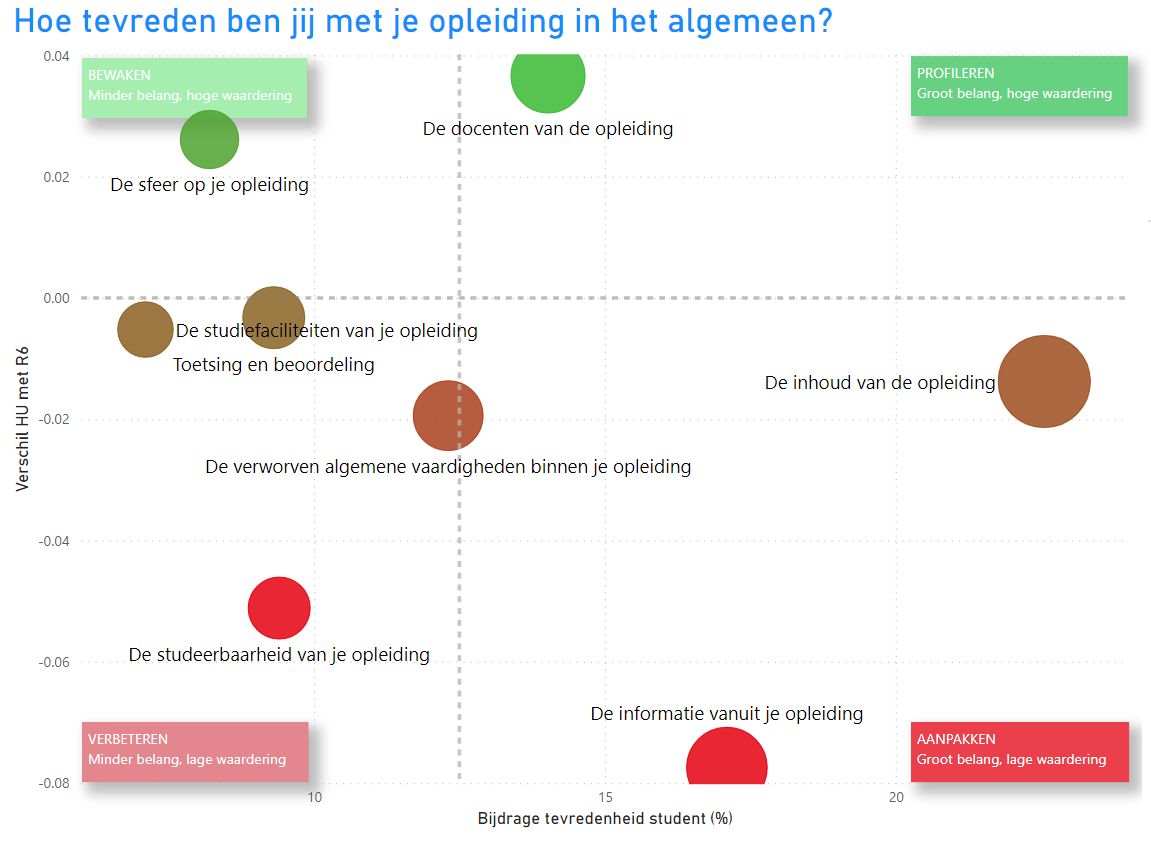 Hoe tevreden ben jij met je opleiding in het algemeen?
0.04
BEWAKEN
Minder belang, hoge waardering
PROFILEREN
Groot belang, hoge waardering
De docenten van de opleiding
0.02
De sfeer op je opleiding
0.00
De studiefaciliteiten van je opleiding
Toetsing en beoordeling
De inhoud van de opleiding
Verschil HU met R6
-0.02
De verworven algemene vaardigheden binnen je opleiding
-0.04
De studeerbaarheid van je opleiding
-0.06
De informatie vanuit je opleiding
VERBETEREN
Minder belang, lage waardering
AANPAKKEN
Groot belang, lage waardering
-0.08
10
15
20
Bijdrage tevredenheid student (%)